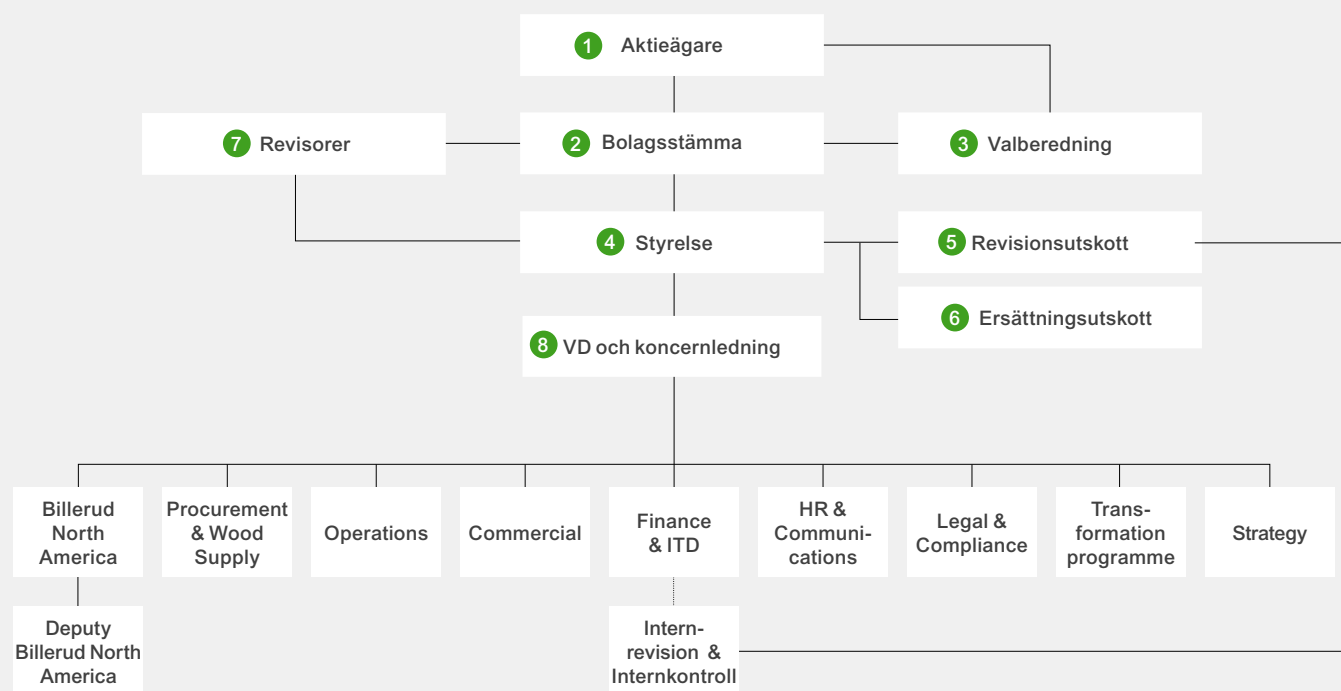 1 Aktieägare
7 Revisorer
2 Bolagsstämma
3 Valberedning
4 Styrelse
5 Revisionsutskott
6 Ersättningsutskott
8 VD och koncernledning
Billerud
North
America
Procurement
& Wood
Supply
Operations
Commercial
Finance
& ITD
HR &
Communi-
cations
Legal &
Compliance
Trans-
formation
programme
Strategy
Deputy
Billerud North
America
Intern-
revision &
Internkontroll